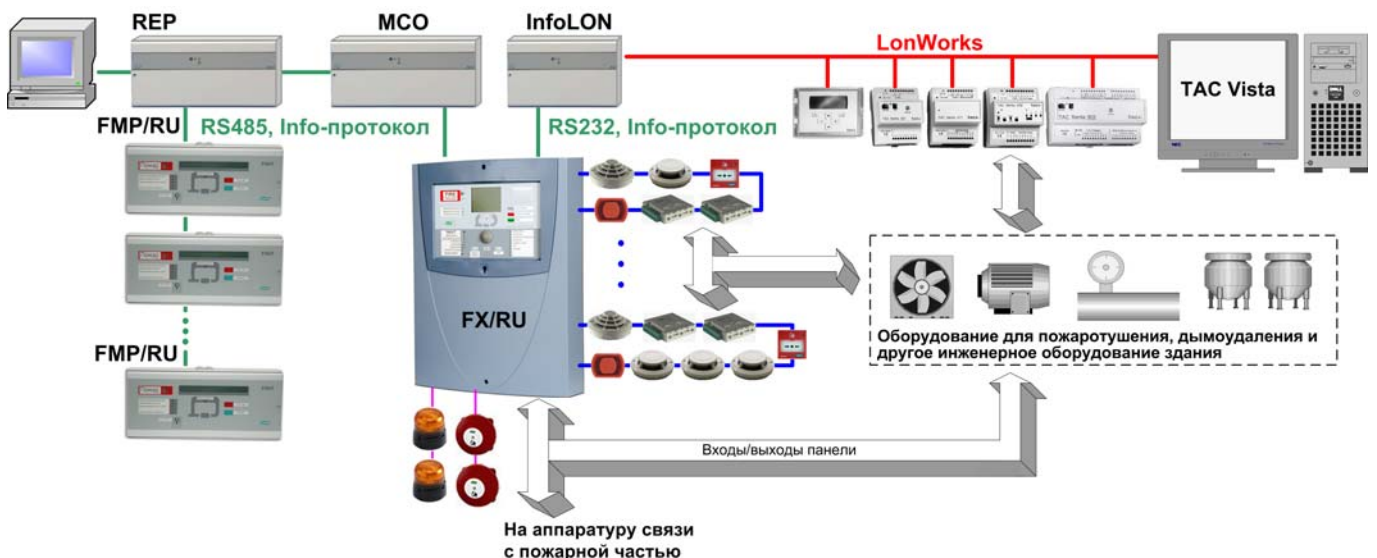 REP
MCO
InfoLON
LonWorks
TAC Vista
FMP/RU
RS485, Info-протокол
RS232, Info-протокол
FX/RU
FMP/RU
Оборудование для пожаротушения, дымоудаления и
другое инженерное оборудование здания
Входы/выходы панели
На аппаратуру связи
с пожарной частью